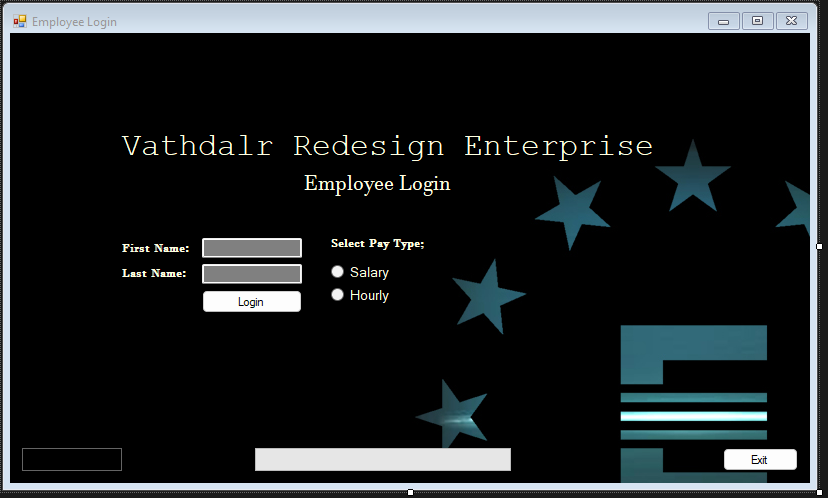 Employee Login
Vathdalr Redesign Enterprise
Employee Login
First Name:
Select Pay Type;
Last Name:
Salary
Login
Hourly
Exit